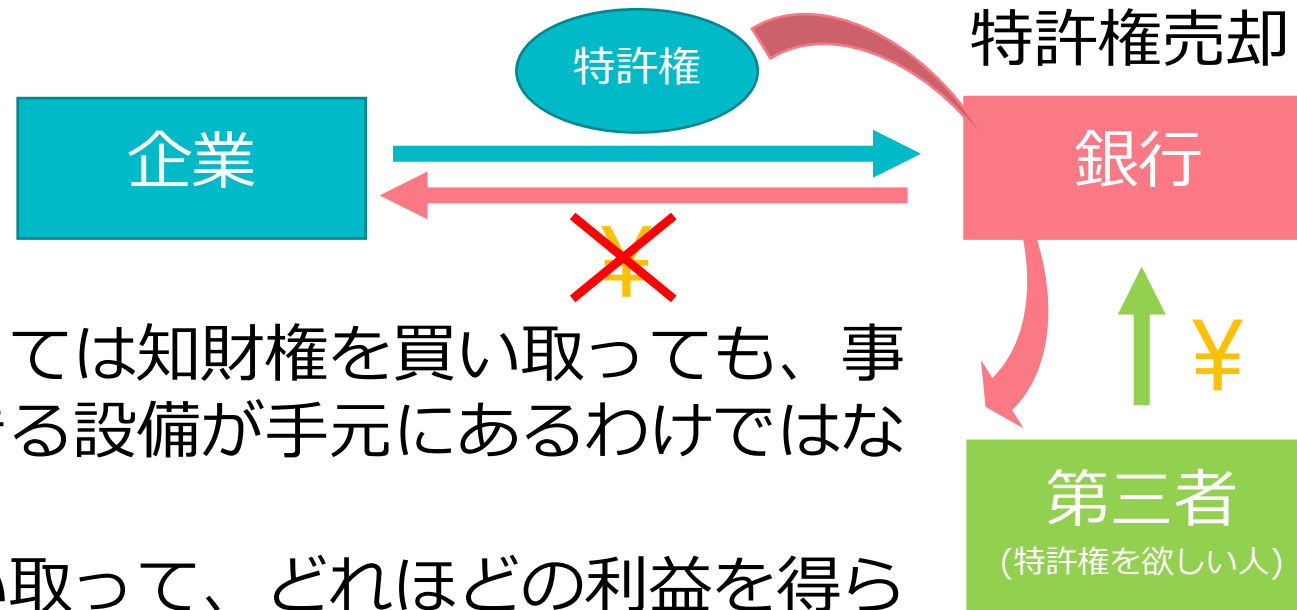 特許権売却
特許権
企業
銀行
¥
¥
ては知財権を買い取っても、事
る設備が手元にあるわけではな
取って、どれほどの利益を得ら
第三者
(特許権を欲しい人)